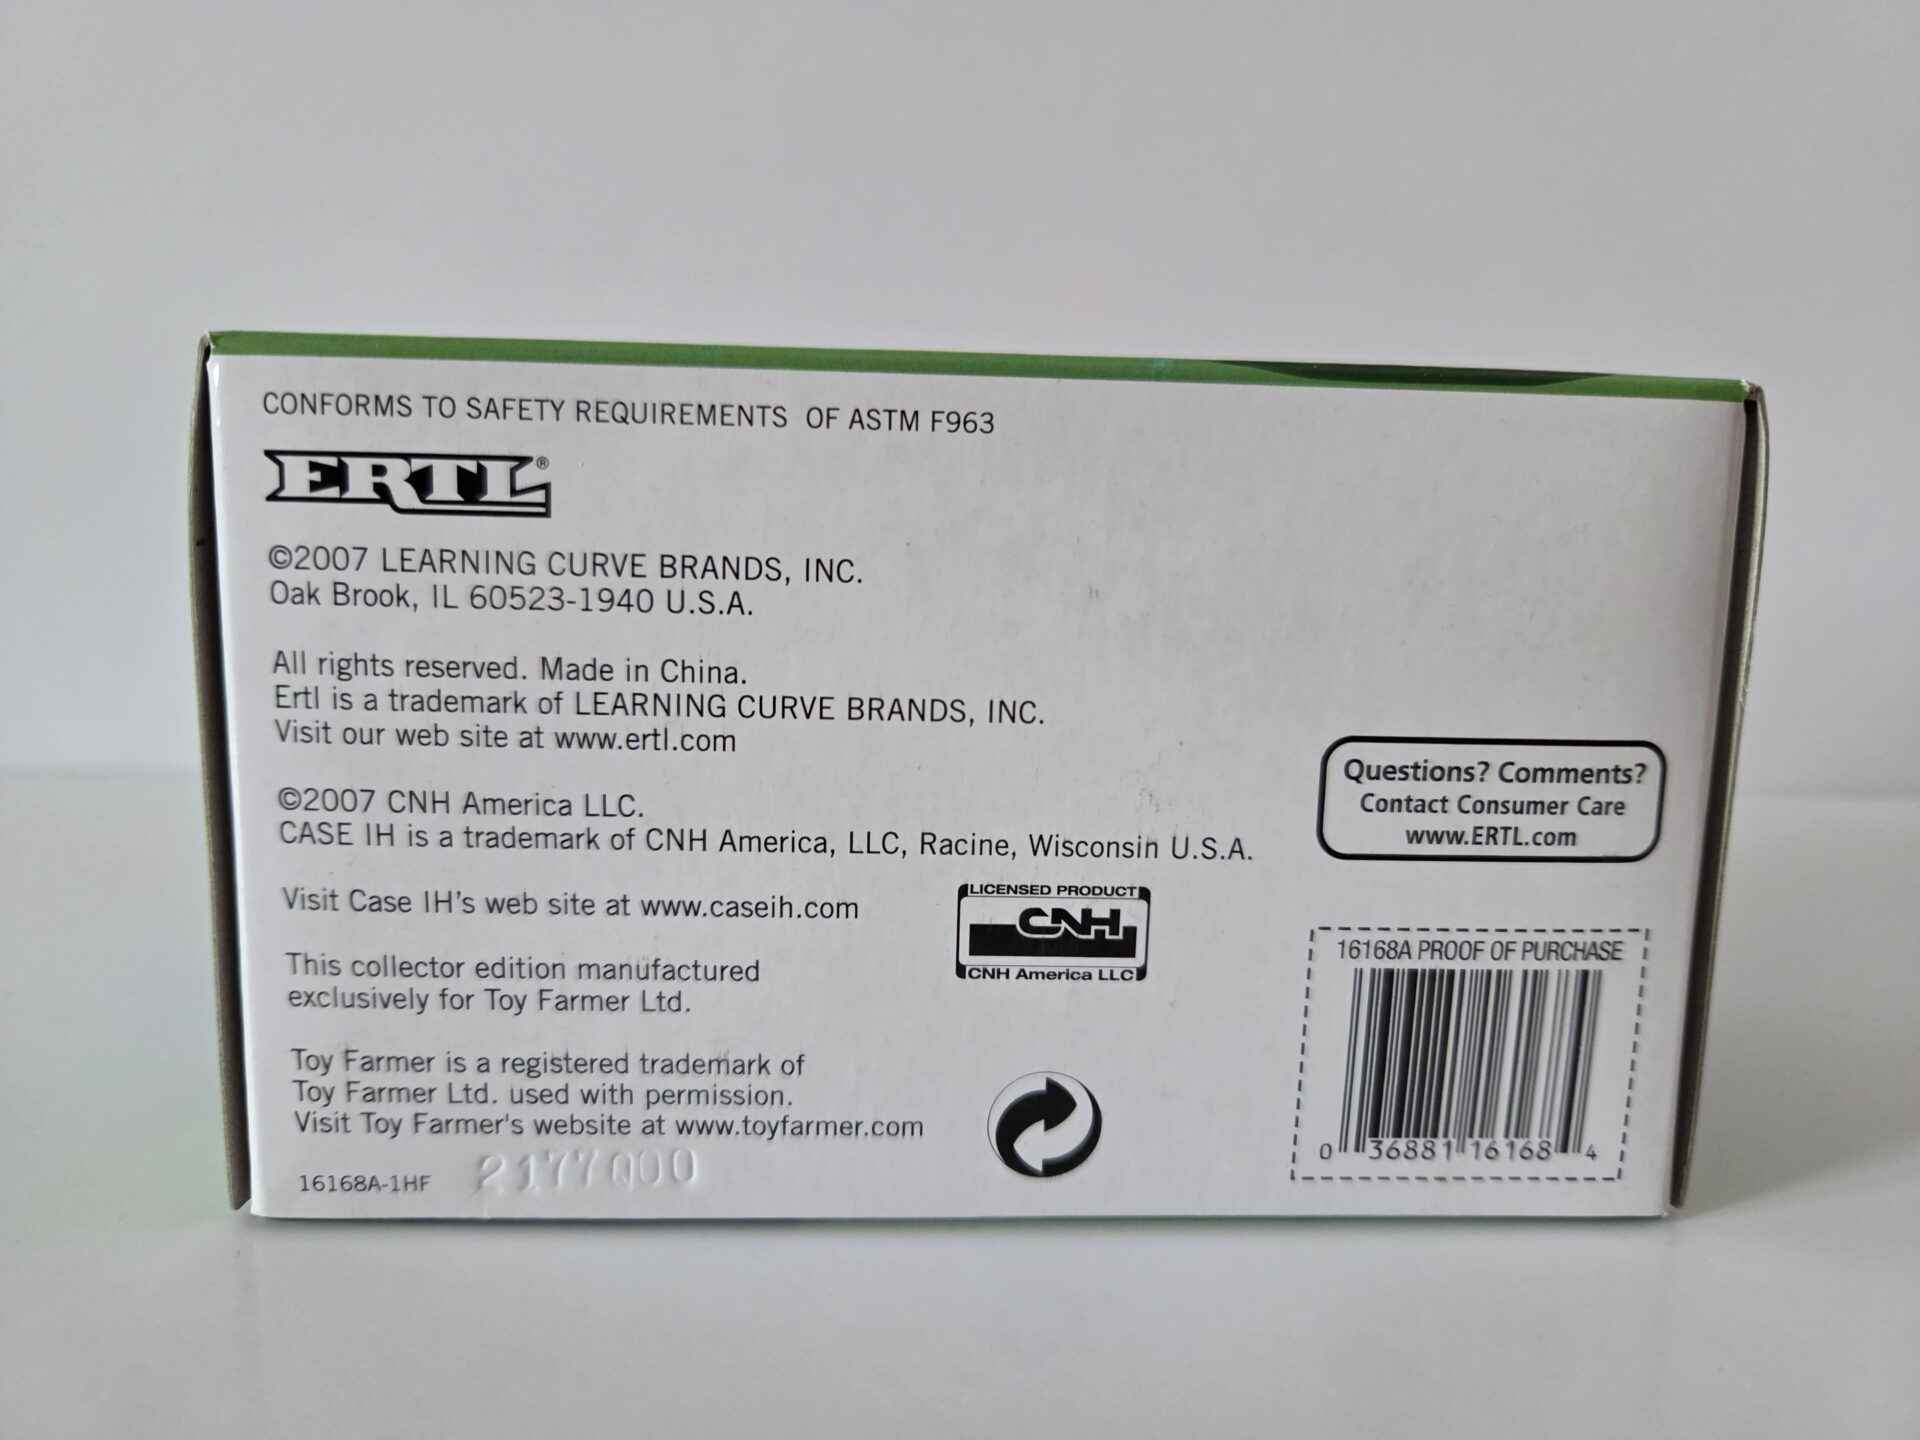 CONFORMS TO SAFETY REQUIREMENTS OF ASTM F963
ERTL®
©2007 LEARNING CURVE BRANDS, INC.
Oak Brook, IL 60523-1940 U.S.A.
All rights reserved. Made in China.
Ertl is a trademark of LEARNING CURVE BRANDS, INC.
Visit our web site at www.ertl.com
©2007 CNH America LLC.
CASE IH is a trademark of CNH America, LLC, Racine, Wisconsin U.S.A.
Visit Case IH's web site at www.caseih.com
This collector edition manufactured
exclusively for Toy Farmer Ltd.
Toy Farmer is a registered trademark of
Toy Farmer Ltd. used with permission.
Visit Toy Farmer's website at www.toyfarmer.com
16168A-1HF
2177000
LICENSED PRODUCT
CNH
CNH America LLC
Questions? Comments?
Contact Consumer Care
www.ERTL.com
16168A PROOF OF PURCHASE
0 36881 16168 4